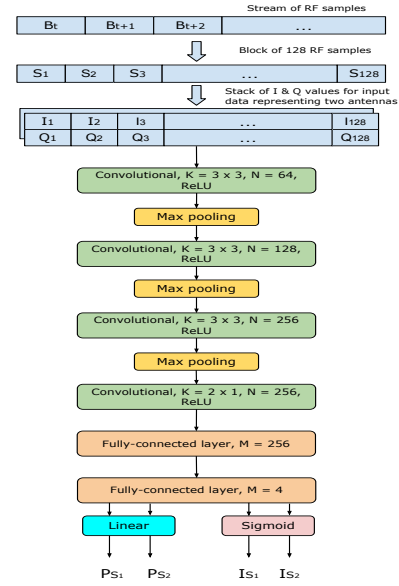 Stream of RF samples
Bt Bt+1 Bt+2 ...
Block of 128 RF samples
S1 S2 S3 ... S128
Stack of I & Q values for input
data representing two antennas
I1 I2 I3 ... I128
Q1 Q2 Q3 ... Q128
Convolutional, K = 3 x 3, N = 64,
ReLU
Max pooling
Convolutional, K = 3 x 3, N = 128,
ReLU
Max pooling
Convolutional, K = 3 x 3, N = 256
ReLU
Max pooling
Convolutional, K = 2 x 1, N = 256,
ReLU
Fully-connected layer, M = 256
Fully-connected layer, M = 4
Linear Sigmoid
PS1 PS2 IS1 IS2